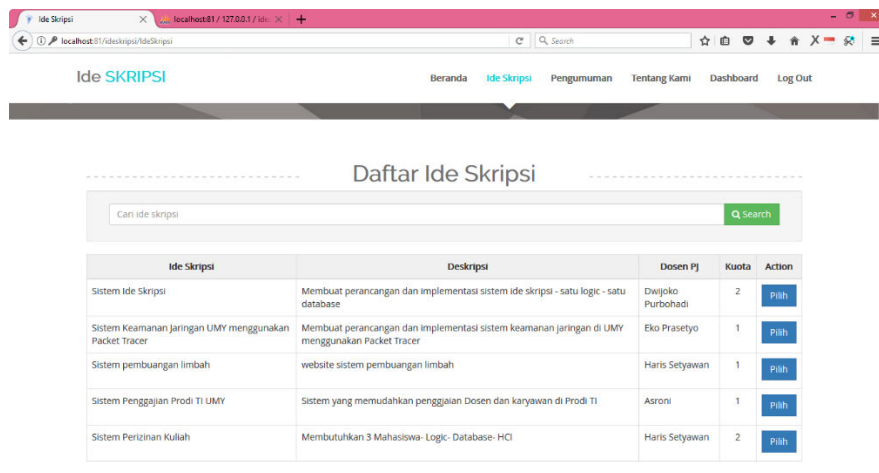 Ide Skripsi
localhost:81 / 127.0.0.1 / ide
localhost:81/ideskripsi/IdeSkripsi
Search
Ide SKRIPSI
Beranda Ide Skripsi Pengumuman Tentang Kami Dashboard Log Out
Daftar Ide Skripsi
Cari ide skripsi
Search
Ide Skripsi Deskripsi Dosen PJ Kuota Action
Sistem Ide Skripsi Membuat perancangan dan implementasi sistem ide skripsi - satu logic - satu Dwijoko 2 Pilih
database Purbohadi
Sistem Keamanan Jaringan UMY menggunakan Membuat perancangan dan implementasi sistem keamanan jaringan di UMY Eko Prasetyo 1 Pilih
Packet Tracer menggunakan Packet Tracer
Sistem pembuangan limbah website sistem pembuangan limbah Haris Setyawan 1 Pilih
Sistem Penggajian Prodi TI UMY Sistem yang memudahkan penggjaian Dosen dan karyawan di Prodi TI Asroni 1 Pilih
Sistem Perizinan Kuliah Membutuhkan 3 Mahasiswa- Logic- Database- HCI Haris Setyawan 2 Pilih